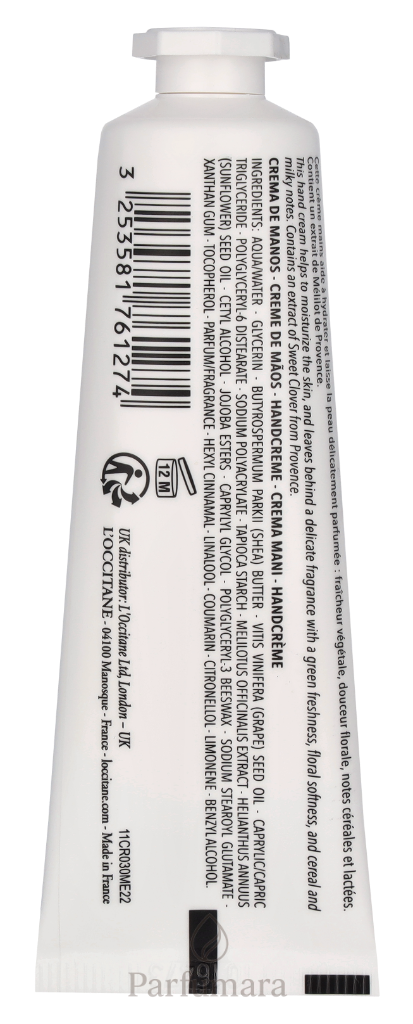 Cette crème mains aide à hydrater et laisse la peau délicatement parfumée : fraîcheur végétale, douceur florale, notes céréales et lactées.
Contient un extrait de Mélilot de Provence.
This hand cream helps to moisturize the skin, and leaves behind a delicate fragrance with a green freshness, floral softness, and cereal and
milky notes. Contains an extract of Sweet Clover from Provence.
CREMA DE MANOS · CREME DE MÃOS · HANDCREME · CREMA MANI · HANDCRÈME
INGREDIENTS: AQUA/WATER · GLYCERIN · BUTYROSPERMUM PARKII (SHEA) BUTTER · VITIS VINIFERA (GRAPE) SEED OIL · CAPRYLIC/CAPRIC
TRIGLYCERIDE · POLYGLYCERYL-6 DISTEARATE · SODIUM POLYACRYLATE · TAPIOCA STARCH · MELILOTUS OFFICINALIS EXTRACT · HELIANTHUS ANNUUS
(SUNFLOWER) SEED OIL · CETYL ALCOHOL · JOJOBA ESTERS · CAPRYLYL GLYCOL · POLYGLYCERYL-3 BEESWAX · SODIUM STEAROYL GLUTAMATE ·
XANTHAN GUM · TOCOPHEROL · PARFUM/FRAGRANCE · HEXYL CINNAMAL · LINALOOL · COUMARIN · CITRONELLOL · LIMONENE · BENZYL ALCOHOL.
3 253581 761274
12 M
UK distributor: L'Occitane Ltd, London – UK
L'OCCITANE - 04100 Manosque - France - loccitane.com - Made in France
11CR030ME22
Parfumara